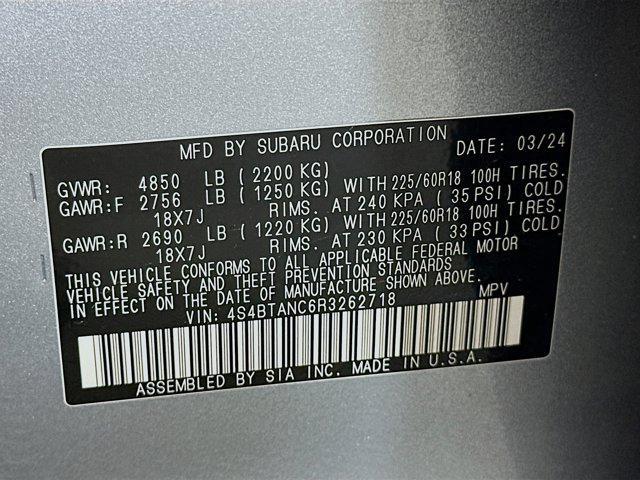 MFD BY SUBARU CORPORATION DATE: 03/24
GVWR: 4850 LB ( 2200 KG)
GAWR:F 2756 LB ( 1250 KG) WITH 225/60R18 100H TIRES.
18X7J RIMS. AT 240 KPA ( 35 PSI) COLD
GAWR:R 2690 LB ( 1220 KG) WITH 225/60R18 100H TIRES.
18X7J RIMS. AT 230 KPA ( 33 PSI) COLD
THIS VEHICLE CONFORMS TO ALL APPLICABLE FEDERAL MOTOR
VEHICLE SAFETY AND THEFT PREVENTION STANDARDS
IN EFFECT ON THE DATE OF MANUFACTURE SHOWN ABOVE.
VIN: 4S4BTANC6R3262718 MPV
ASSEMBLED BY SIA INC. MADE IN U.S.A.